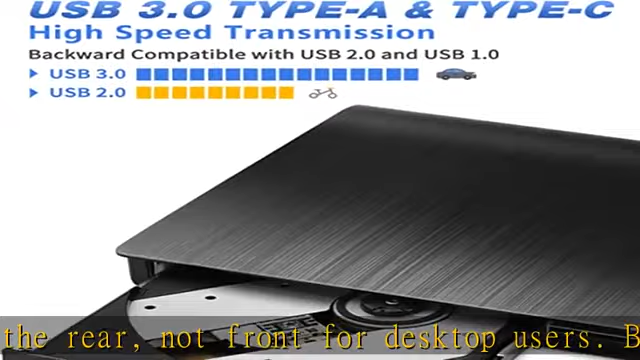 USB 3.0 TYPE-A & TYPE-C
High Speed Transmission
Backward Compatible with USB 2.0 and USB 1.0
USB 3.0
USB 2.0
the rear, not front for desktop users. B